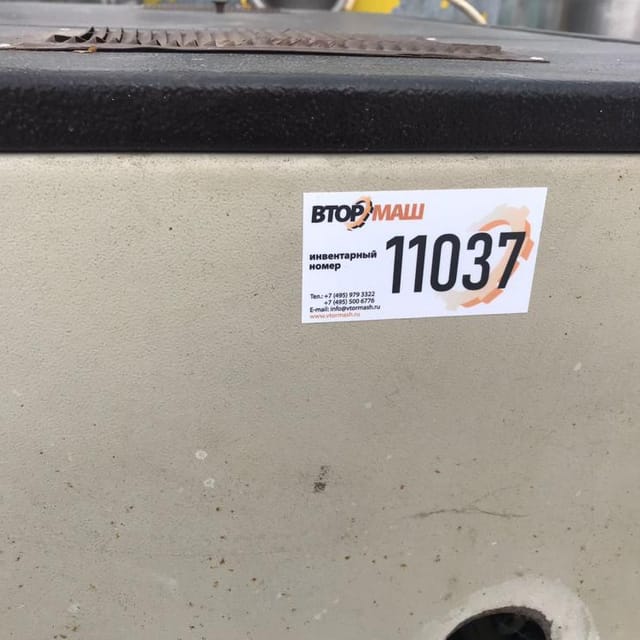 ВТОРМАШ
инвентарный
номер
11037
Тел.: +7 (495) 979 3322
+7 (495) 500 6776
E-mail: info@vtormash.ru
www.vtormash.ru